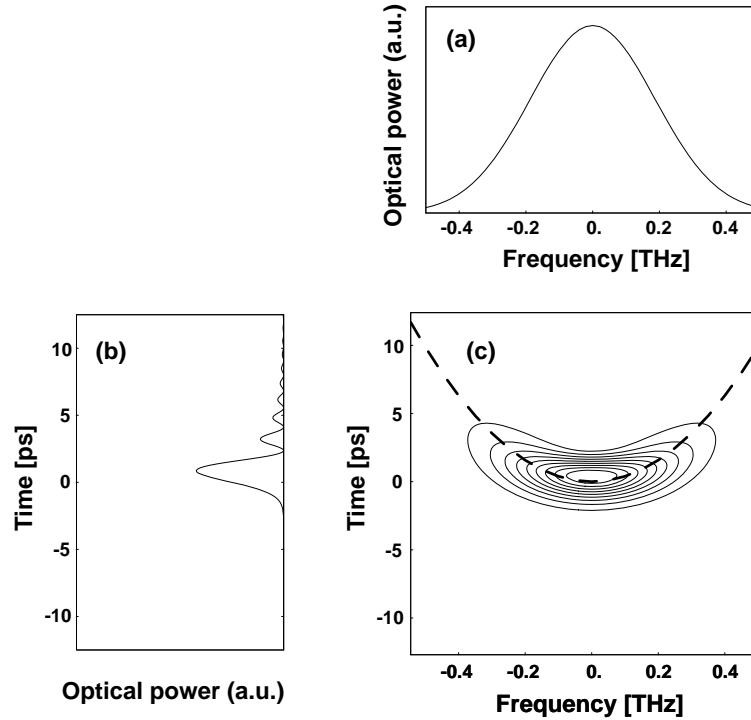 (a)
Optical power (a.u.)
-0.4 -0.2 0. 0.2 0.4
Frequency [THz]
(b)
10
5
0
-5
-10
Time [ps]
Optical power (a.u.)
(c)
10
5
0
-5
-10
Time [ps]
-0.4 -0.2 0. 0.2 0.4
Frequency [THz]